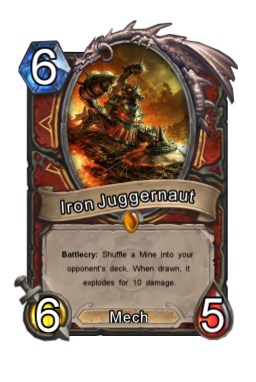 6
Iron Juggernaut
Battlecry: Shuffle a Mine into your
opponent's deck. When drawn, it
explodes for 10 damage.
6
Mech
5